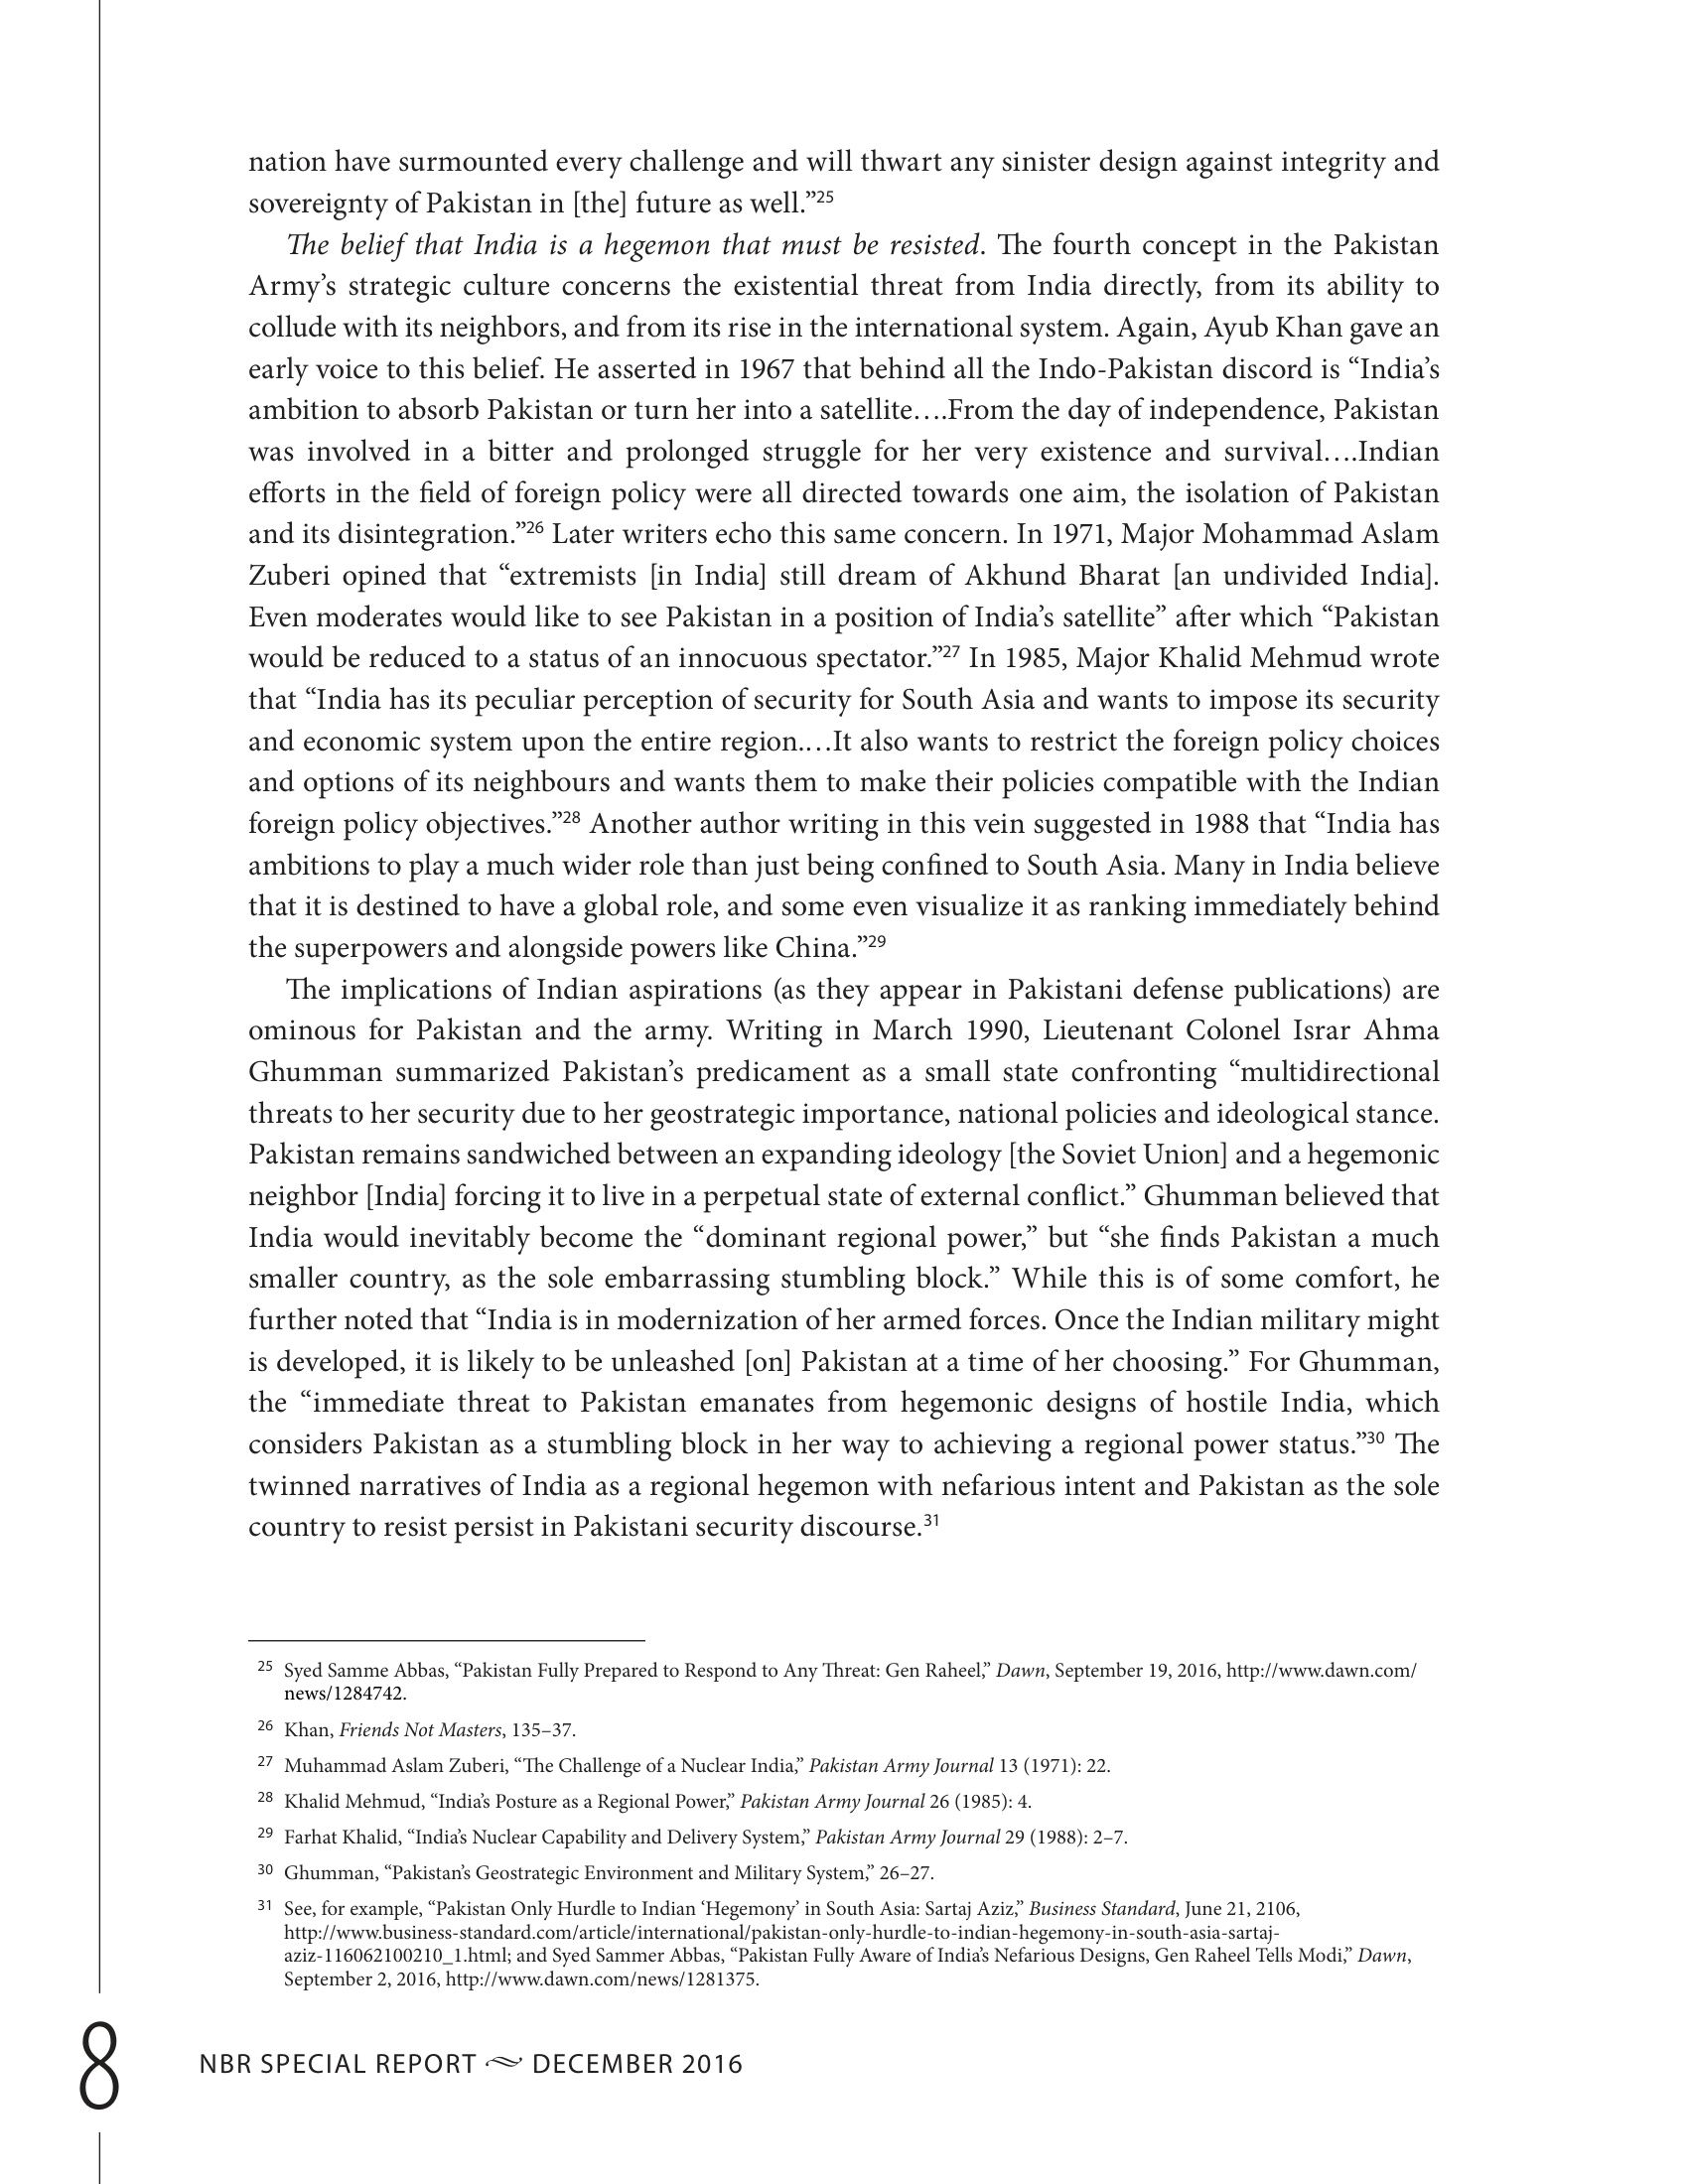 nation have surmounted every challenge and will thwart any sinister design against integrity and
sovereignty of Pakistan in [the] future as well.”25
The belief that India is a hegemon that must be resisted. The fourth concept in the Pakistan
Army’s strategic culture concerns the existential threat from India directly, from its ability to
collude with its neighbors, and from its rise in the international system. Again, Ayub Khan gave an
early voice to this belief. He asserted in 1967 that behind all the Indo-Pakistan discord is “India’s
ambition to absorb Pakistan or turn her into a satellite….From the day of independence, Pakistan
was involved in a bitter and prolonged struggle for her very existence and survival….Indian
efforts in the field of foreign policy were all directed towards one aim, the isolation of Pakistan
and its disintegration.”26 Later writers echo this same concern. In 1971, Major Mohammad Aslam
Zuberi opined that “extremists [in India] still dream of Akhund Bharat [an undivided India].
Even moderates would like to see Pakistan in a position of India’s satellite” after which “Pakistan
would be reduced to a status of an innocuous spectator.”27 In 1985, Major Khalid Mehmud wrote
that “India has its peculiar perception of security for South Asia and wants to impose its security
and economic system upon the entire region.…It also wants to restrict the foreign policy choices
and options of its neighbours and wants them to make their policies compatible with the Indian
foreign policy objectives.”28 Another author writing in this vein suggested in 1988 that “India has
ambitions to play a much wider role than just being confined to South Asia. Many in India believe
that it is destined to have a global role, and some even visualize it as ranking immediately behind
the superpowers and alongside powers like China.”29
The implications of Indian aspirations (as they appear in Pakistani defense publications) are
ominous for Pakistan and the army. Writing in March 1990, Lieutenant Colonel Israr Ahma
Ghumman summarized Pakistan’s predicament as a small state confronting “multidirectional
threats to her security due to her geostrategic importance, national policies and ideological stance.
Pakistan remains sandwiched between an expanding ideology [the Soviet Union] and a hegemonic
neighbor [India] forcing it to live in a perpetual state of external conflict.” Ghumman believed that
India would inevitably become the “dominant regional power,” but “she finds Pakistan a much
smaller country, as the sole embarrassing stumbling block.” While this is of some comfort, he
further noted that “India is in modernization of her armed forces. Once the Indian military might
is developed, it is likely to be unleashed [on] Pakistan at a time of her choosing.” For Ghumman,
the “immediate threat to Pakistan emanates from hegemonic designs of hostile India, which
considers Pakistan as a stumbling block in her way to achieving a regional power status.”30 The
twinned narratives of India as a regional hegemon with nefarious intent and Pakistan as the sole
country to resist persist in Pakistani security discourse.31
25 Syed Samme Abbas, “Pakistan Fully Prepared to Respond to Any Threat: Gen Raheel,” Dawn, September 19, 2016, http://www.dawn.com/
news/1284742.
26 Khan, Friends Not Masters, 135–37.
27 Muhammad Aslam Zuberi, “The Challenge of a Nuclear India,” Pakistan Army Journal 13 (1971): 22.
28 Khalid Mehmud, “India’s Posture as a Regional Power,” Pakistan Army Journal 26 (1985): 4.
29 Farhat Khalid, “India’s Nuclear Capability and Delivery System,” Pakistan Army Journal 29 (1988): 2–7.
30 Ghumman, “Pakistan’s Geostrategic Environment and Military System,” 26–27.
31 See, for example, “Pakistan Only Hurdle to Indian ‘Hegemony’ in South Asia: Sartaj Aziz,” Business Standard, June 21, 2106,
http://www.business-standard.com/article/international/pakistan-only-hurdle-to-indian-hegemony-in-south-asia-sartaj-
aziz-116062100210_1.html; and Syed Sammer Abbas, “Pakistan Fully Aware of India’s Nefarious Designs, Gen Raheel Tells Modi,” Dawn,
September 2, 2016, http://www.dawn.com/news/1281375.
8
NBR SPECIAL REPORT ~ DECEMBER 2016